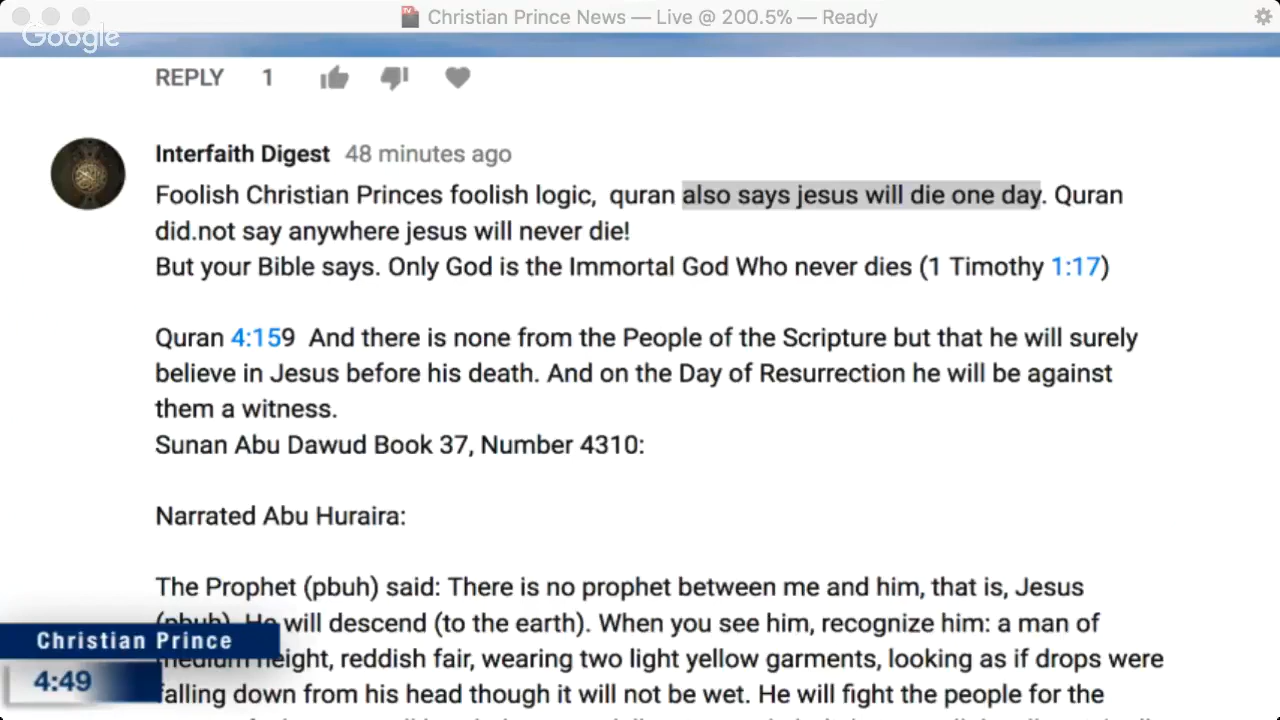 Christian Prince News — Live @ 200.5% — Ready
Google
REPLY 1
Interfaith Digest 48 minutes ago
Foolish Christian Princes foolish logic, quran also says jesus will die one day. Quran
did.not say anywhere jesus will never die!
But your Bible says. Only God is the Immortal God Who never dies (1 Timothy 1:17)
Quran 4:159 And there is none from the People of the Scripture but that he will surely
believe in Jesus before his death. And on the Day of Resurrection he will be against
them a witness.
Sunan Abu Dawud Book 37, Number 4310:
Narrated Abu Huraira:
The Prophet (pbuh) said: There is no prophet between me and him, that is, Jesus
(pbuh). He will descend (to the earth). When you see him, recognize him: a man of
medium height, reddish fair, wearing two light yellow garments, looking as if drops were
falling down from his head though it will not be wet. He will fight the people for the
Christian Prince
4:49